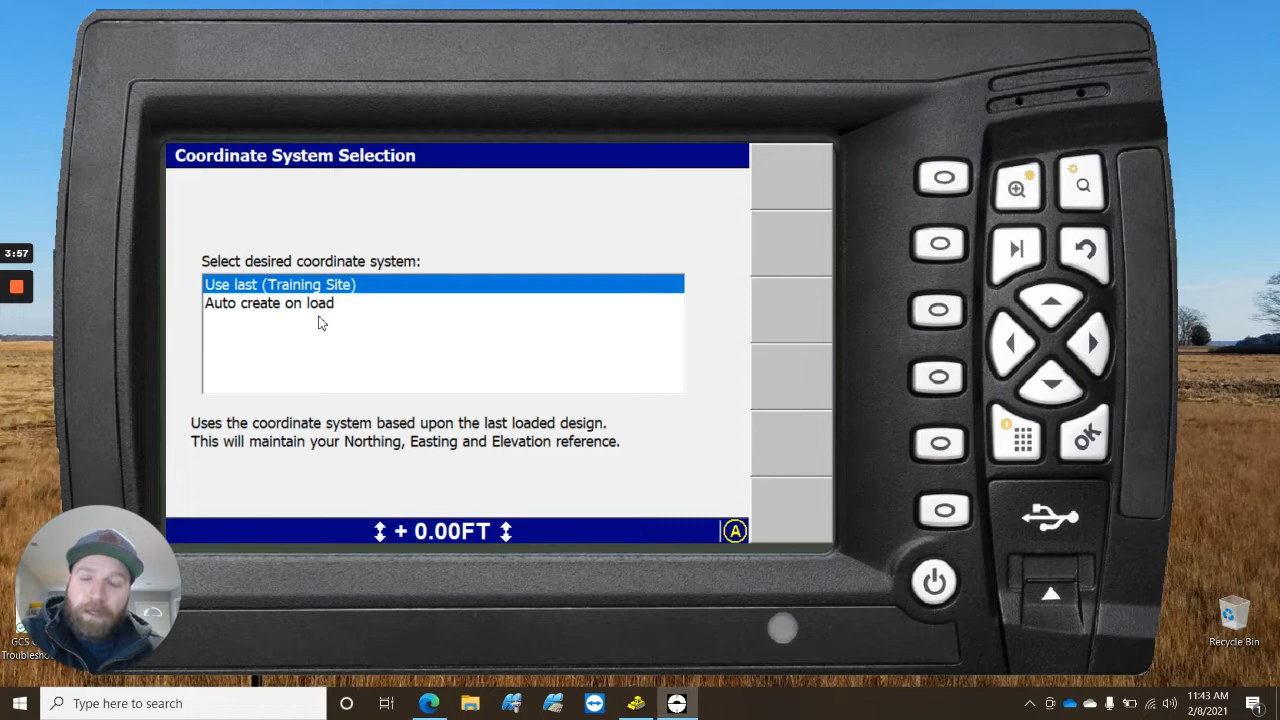 Coordinate System Selection
Select desired coordinate system:
Use last (Training Site)
Auto create on load
Uses the coordinate system based upon the last loaded design.
This will maintain your Northing, Easting and Elevation reference.
+ 0.00FT
A
OK
3:57
GCS
Recycle Bin
Type here to search
11:43 AM
2/8/2021
1